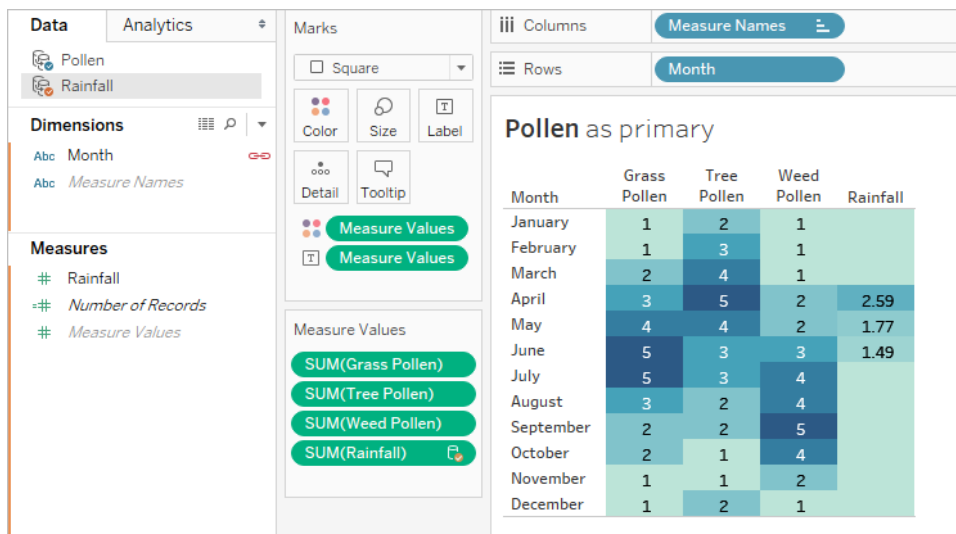 Data Analytics
Pollen
Rainfall
Dimensions
Abc Month
Abc Measure Names
Measures
# Rainfall
=# Number of Records
# Measure Values
Marks
Square
Color Size T Label
Detail Tooltip
Measure Values
T Measure Values
Measure Values
SUM(Grass Pollen)
SUM(Tree Pollen)
SUM(Weed Pollen)
SUM(Rainfall)
Columns Measure Names
Rows Month
Pollen as primary
Month Grass Pollen Tree Pollen Weed Pollen Rainfall
January 1 2 1
February 1 3 1
March 2 4 1
April 3 5 2 2.59
May 4 4 2 1.77
June 5 3 3 1.49
July 5 3 4
August 3 2 4
September 2 2 5
October 2 1 4
November 1 1 2
December 1 2 1